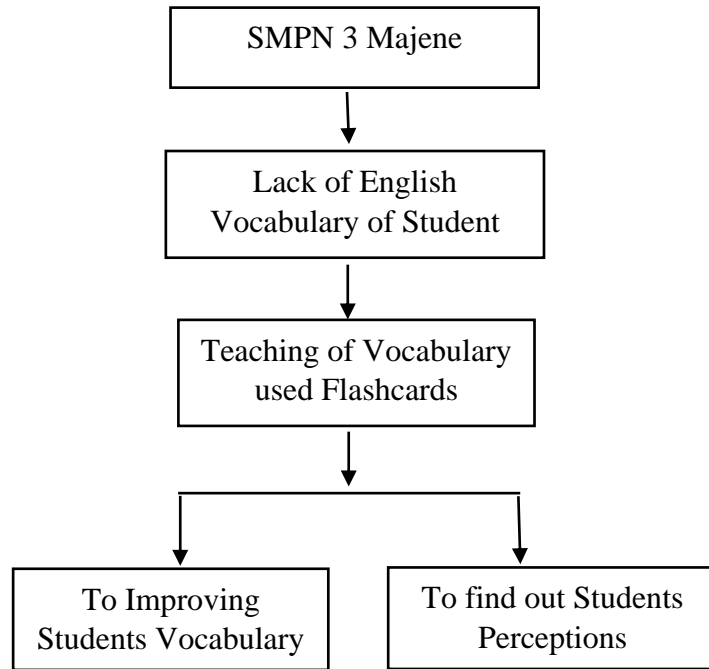 SMPN 3 Majene
Lack of English
Vocabulary of Student
Teaching of Vocabulary
used Flashcards
To Improving
Students Vocabulary
To find out Students
Perceptions